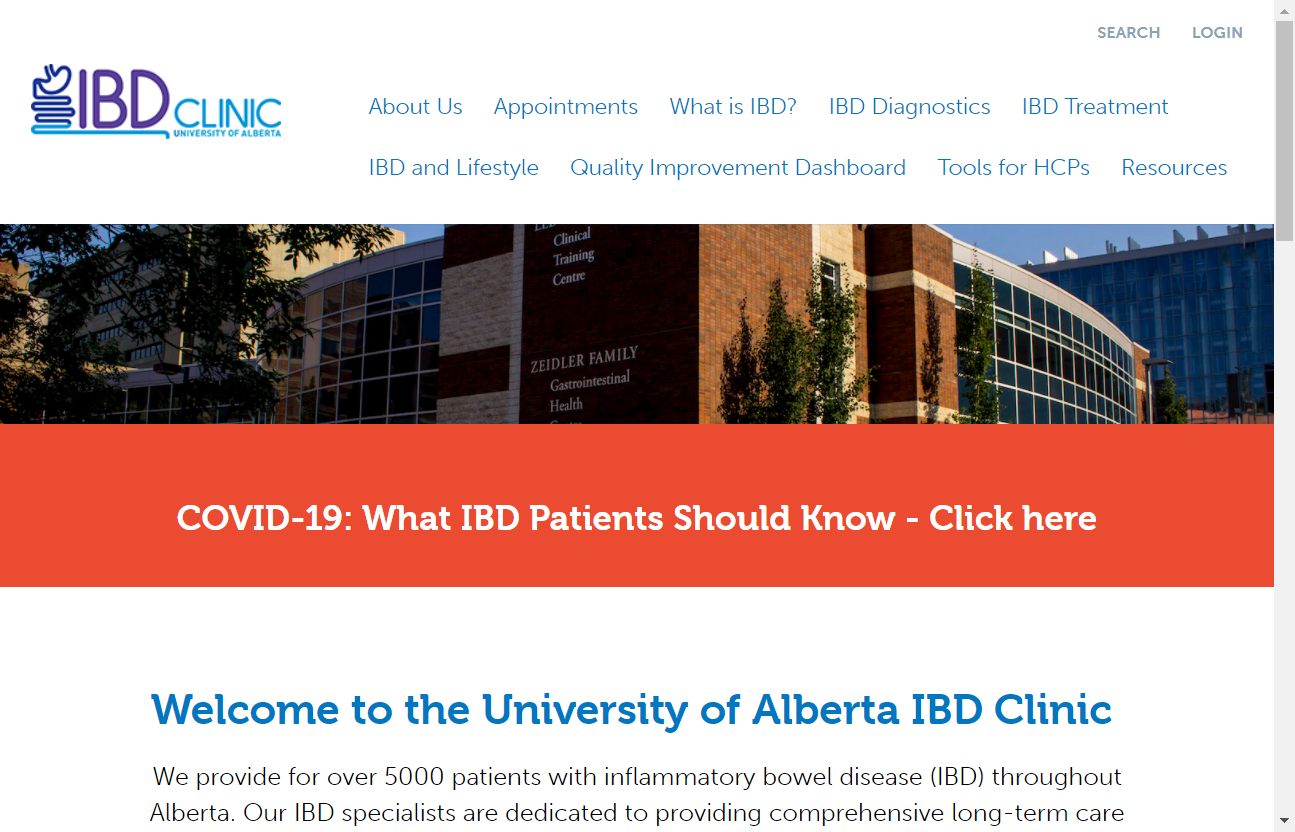 SEARCH LOGIN
IBD CLINIC
UNIVERSITY OF ALBERTA
About Us Appointments What is IBD? IBD Diagnostics IBD Treatment
IBD and Lifestyle Quality Improvement Dashboard Tools for HCPs Resources
Clinical
Training
Centre
ZEIDLER FAMILY
Gastrointestinal
Health
COVID-19: What IBD Patients Should Know - Click here
Welcome to the University of Alberta IBD Clinic
We provide for over 5000 patients with inflammatory bowel disease (IBD) throughout
Alberta. Our IBD specialists are dedicated to providing comprehensive long-term care